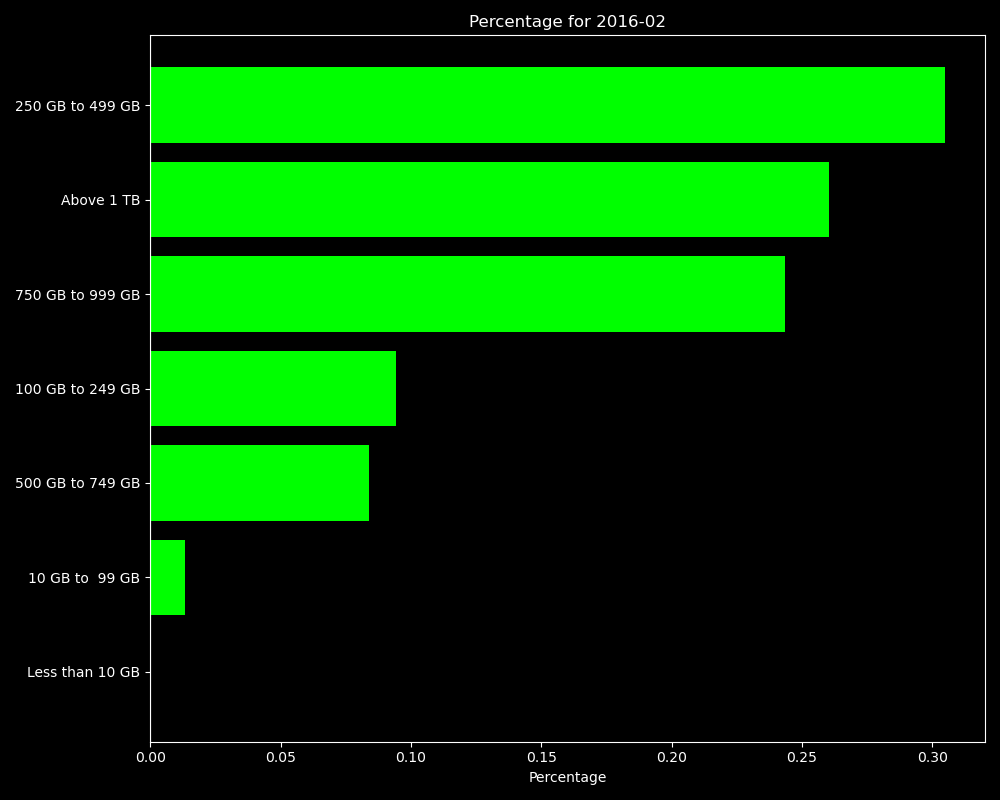 Percentage for 2016-02
250 GB to 499 GB
Above 1 TB
750 GB to 999 GB
100 GB to 249 GB
500 GB to 749 GB
10 GB to  99 GB
Less than 10 GB
0.00 0.05 0.10 0.15 0.20 0.25 0.30
Percentage